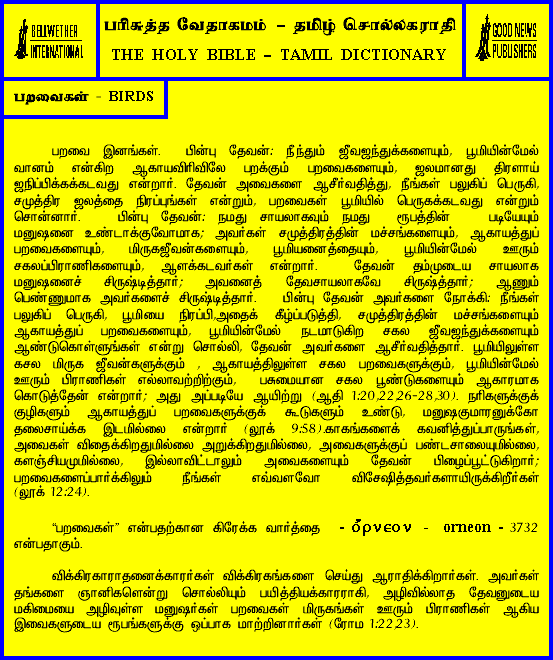 BELLWETHER
INTERNATIONAL
பரிசுத்த வேதாகமம் – தமிழ் சொல்லகராதி
THE HOLY BIBLE – TAMIL DICTIONARY
GOOD NEWS
PUBLISHERS
பறவைகள் - BIRDS
பறவை இனங்கள். பின்பு தேவன்: நீந்தும் ஜீவஜந்துக்களையும், பூமியின்மேல்
வானம் என்கிற ஆகாயவிரிவிலே பறக்கும் பறவைகளையும், ஜலமானது திரளாய்
ஜநிப்பிக்கக்கடவது என்றார். தேவன் அவைகளை ஆசீர்வதித்து, நீங்கள் பலுகிப் பெருகி,
சமுத்திர ஜலத்தை நிரப்புங்கள் என்றும், பறவைகள் பூமியில் பெருகக்கடவது என்றும்
சொன்னார். பின்பு தேவன்: நமது சாயலாகவும் நமது ரூபத்தின் படியேயும்
மனுஷனை உண்டாக்குவோமாக; அவர்கள் சமுத்திரத்தின் மச்சங்களையும், ஆகாயத்துப்
பறவைகளையும், மிருகஜீவன்களையும், பூமியனைத்தையும், பூமியின்மேல் ஊரும்
சகலப்பிராணிகளையும், ஆளக்கடவர்கள் என்றார். தேவன் தம்முடைய சாயலாக
மனுஷனைச் சிருஷ்டித்தார்; அவனைத் தேவசாயலாகவே சிருஷ்த்தார்; ஆணும்
பெண்ணுமாக அவர்களைச் சிருஷ்டித்தார். பின்பு தேவன் அவர்களை நோக்கி: நீங்கள்
பலுகிப் பெருகி, பூமியை நிரப்பி,அதைக் கீழ்ப்படுத்தி, சமுத்திரத்தின் மச்சங்களையும்
ஆகாயத்துப் பறவைகளையும், பூமியின்மேல் நடமாடுகிற சகல ஜீவஜந்துக்களையும்
ஆண்டுகொள்ளுங்கள் என்று சொல்லி, தேவன் அவர்களை ஆசீர்வதித்தார். பூமியிலுள்ள
கசல மிருக ஜீவன்களுக்கும் , ஆகாயத்திலுள்ள சகல பறவைகளுக்கும், பூமியின்மேல்
ஊரும் பிராணிகள் எல்லாவற்றிற்கும், பசுமையான சகல பூண்டுகளையும் ஆகாரமாக
கொடுத்தேன் என்றார்; அது அப்படியே ஆயிற்று (ஆதி 1:20,22,26-28,30). நரிகளுக்குக்
குழிகளும் ஆகாயத்துப் பறவைகளுக்குக் கூடுகளும் உண்டு, மனுஷகுமாரனுக்கோ
தலைசாய்க்க இடமில்லை என்றார் (லூக் 9:58).காகங்களைக் கவனித்துப்பாருங்கள்,
அவைகள் விதைக்கிறதுமில்லை அறுக்கிறதுமில்லை, அவைகளுக்குப் பண்டசாலையுமில்லை,
களஞ்சியமுமில்லை, இல்லாவிட்டாலும் அவைகளையும் தேவன் பிழைப்பூட்டுகிறார்;
பறவைகளைப்பார்க்கிலும் நீங்கள் எவ்வளவோ விசேஷித்தவர்களாயிருக்கிறீர்கள்
(லூக் 12:24).
“பறவைகள்” என்பதற்கான கிரேக்க வார்த்தை - ὄρνεον - orneon - 3732
என்பதாகும்.
விக்கிரகாராதனைக்காரர்கள் விக்கிரகங்களை செய்து ஆராதிக்கிறார்கள். அவர்கள்
தங்களை ஞானிகளென்று சொல்லியும் பயித்தியக்காரராகி, அழிவில்லாத தேவனுடைய
மகிமையை அழிவுள்ள மனுஷர்கள் பறவைகள் மிருகங்கள் ஊரும் பிராணிகள் ஆகிய
இவைகளுடைய ரூபங்களுக்கு ஒப்பாக மாற்றினார்கள் (ரோம 1:22,23).